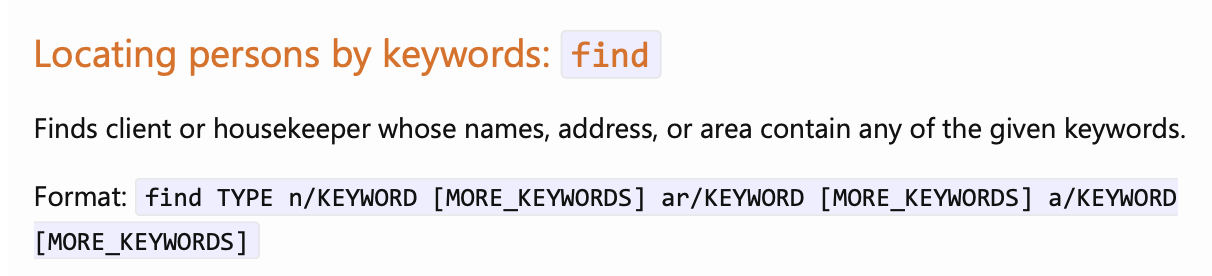 Locating persons by keywords: find
Finds client or housekeeper whose names, address, or area contain any of the given keywords.
Format: find TYPE n/KEYWORD [MORE_KEYWORDS] ar/KEYWORD [MORE_KEYWORDS] a/KEYWORD
[MORE_KEYWORDS]